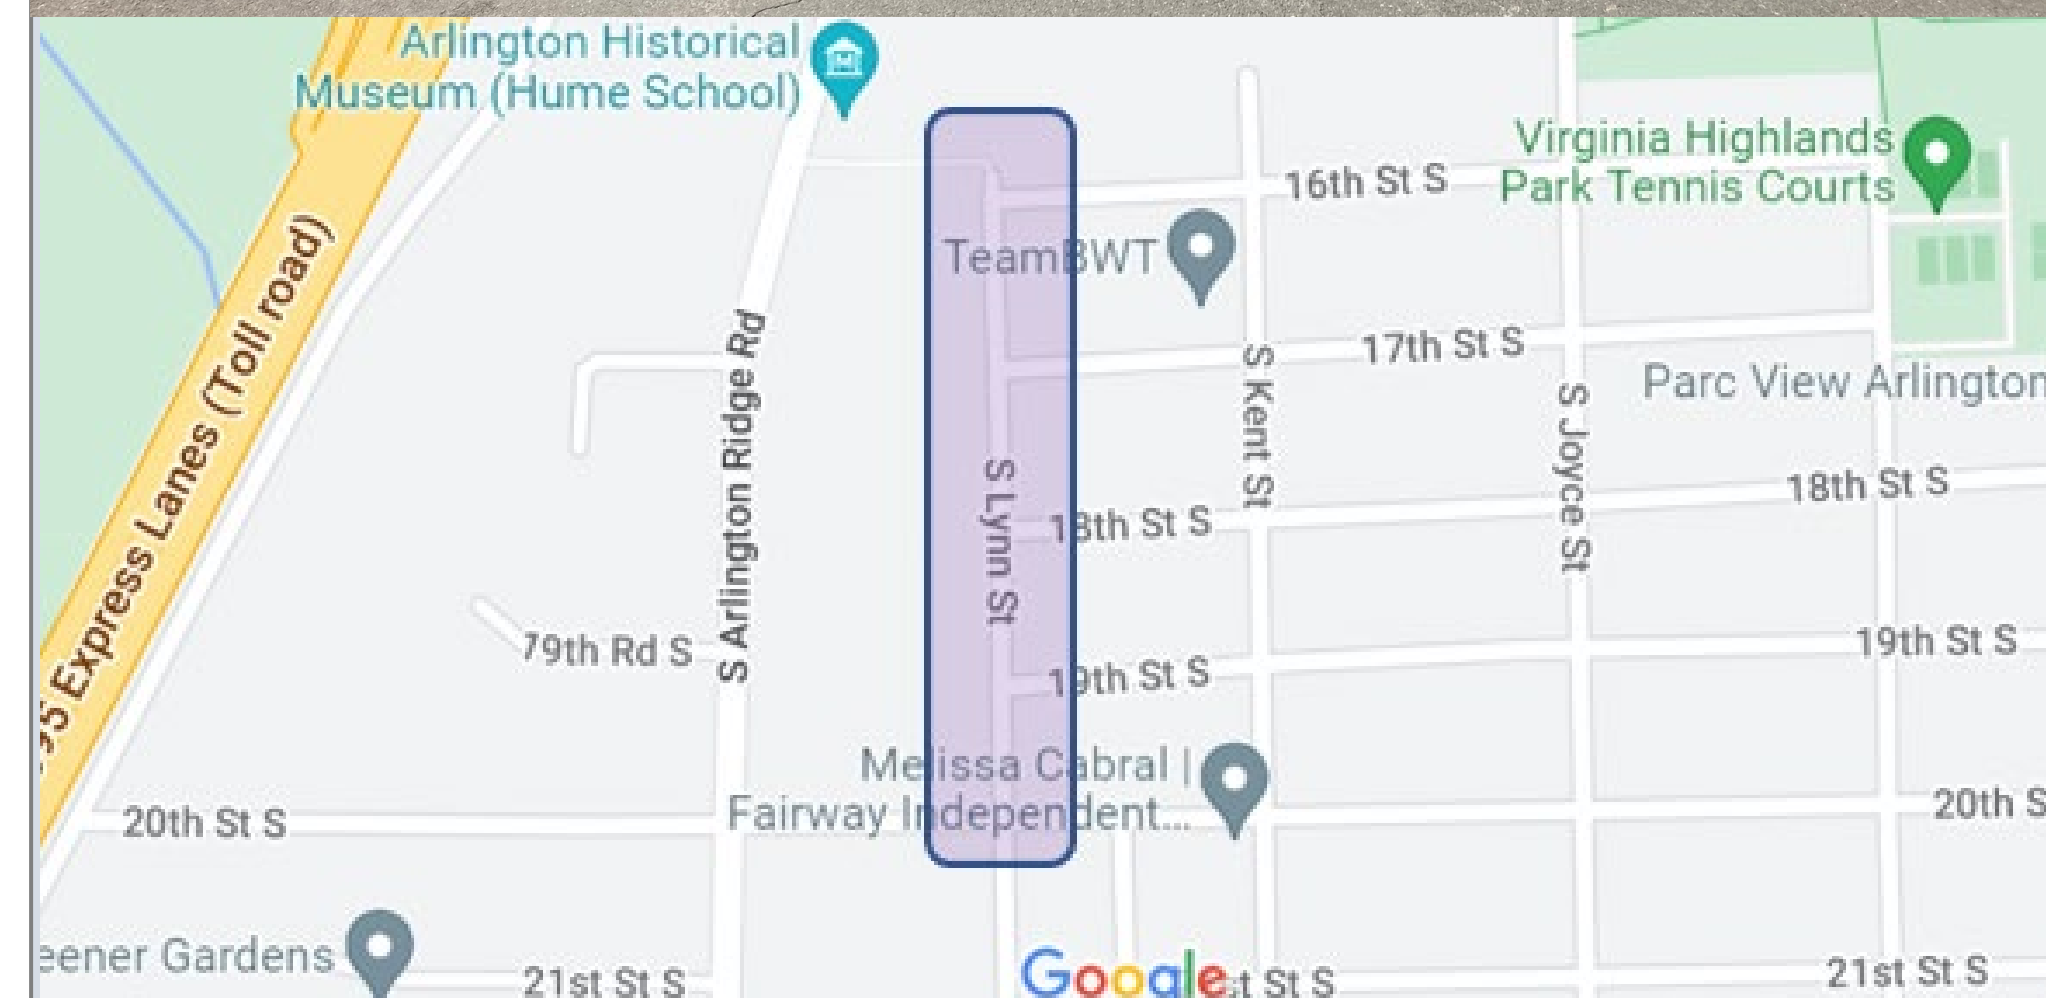 Arlington Historical
Museum (Hume School)
Virginia Highlands
Park Tennis Courts
16th St S
TeamBWT
17th St S
Parc View Arlington
Express Lanes (Toll road)
S Arlington Ridge Rd
S Lynn St
S Kent St
S Joyce St
18th St S
18th St S
79th Rd S
19th St S
19th St S
Melissa Cabral |
Fairway Independent...
20th St S
20th S
eener Gardens
21st St S
Google
t St S
21st St S